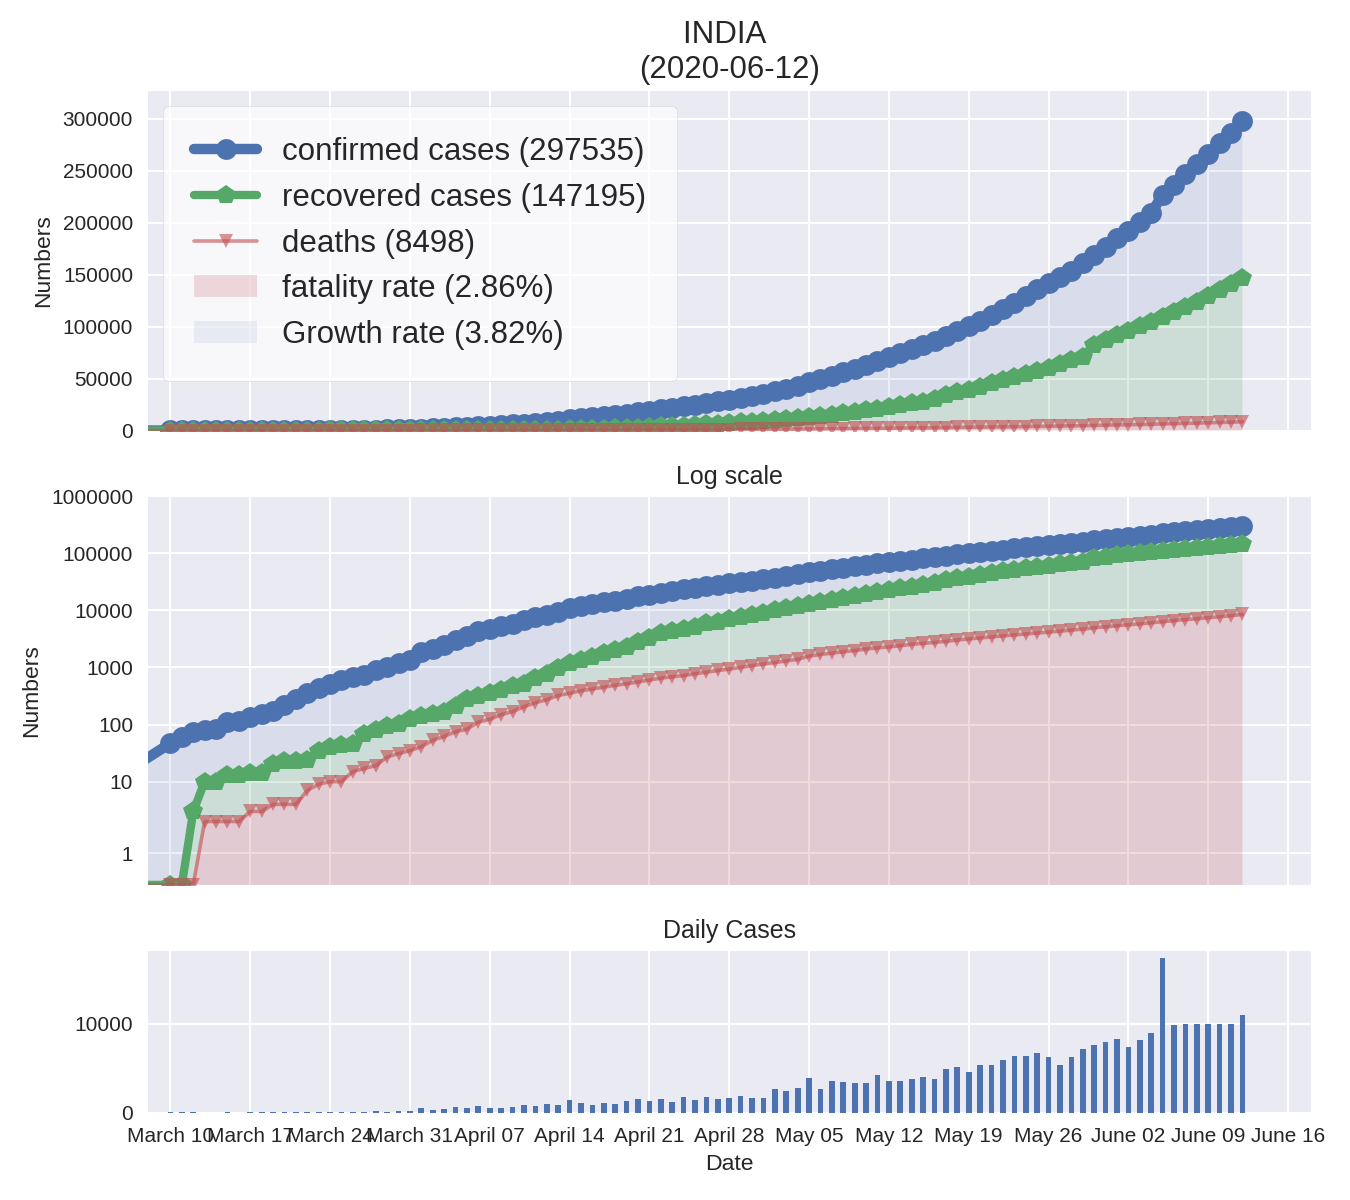 INDIA
(2020-06-12)
Numbers
300000
250000
200000
150000
100000
50000
0
confirmed cases (297535)
recovered cases (147195)
deaths (8498)
fatality rate (2.86%)
Growth rate (3.82%)
Log scale
Numbers
1000000
100000
10000
1000
100
10
1
Daily Cases
10000
0
March 10 March 17 March 24 March 31 April 07 April 14 April 21 April 28 May 05 May 12 May 19 May 26 June 02 June 09 June 16
Date